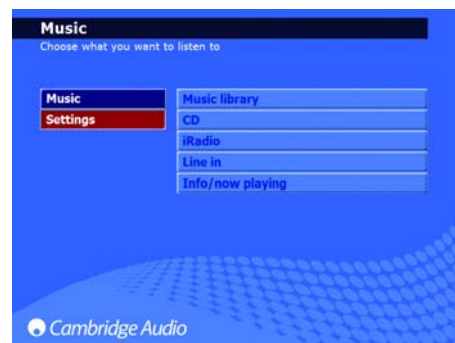 Music
Choose what you want to listen to
Music
Settings
Music library
CD
iRadio
Line in
Info/now playing
Cambridge Audio